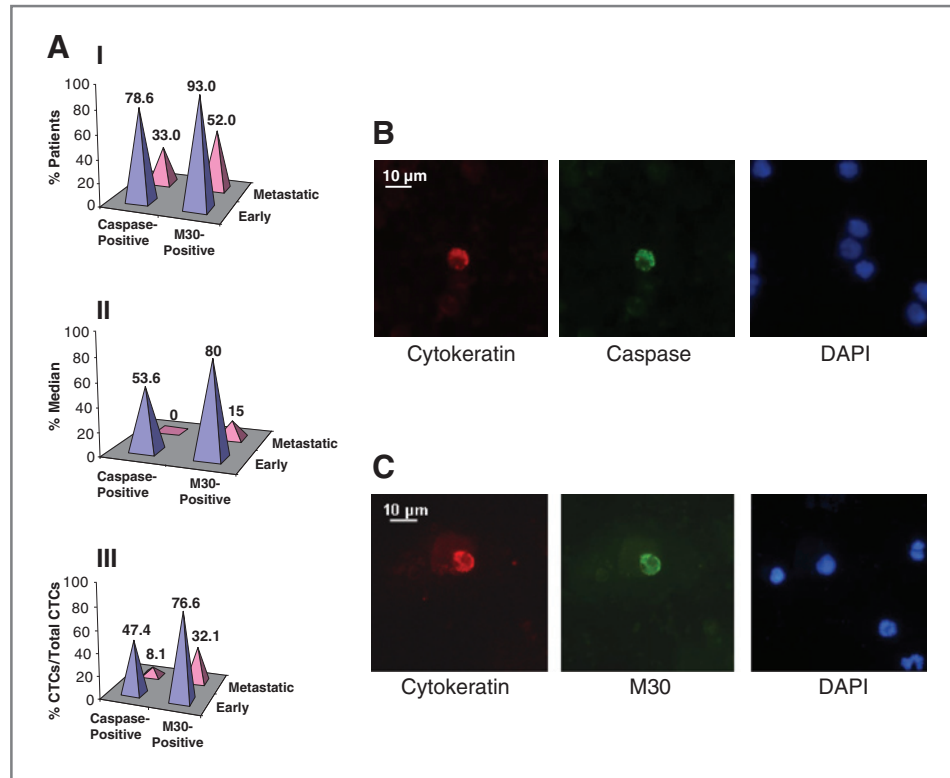 A
I
% Patients
100
80
60
40
20
0
78.6
33.0
93.0
52.0
Metastatic
Early
Caspase-
Positive
M30-
Positive
II
% Median
100
80
60
40
20
0
53.6
0
80
15
Metastatic
Early
Caspase-
Positive
M30-
Positive
III
% CTCs/Total CTCs
100
80
60
40
20
0
47.4
8.1
76.6
32.1
Metastatic
Early
Caspase-
Positive
M30-
Positive
B
10 μm
Cytokeratin
Caspase
DAPI
C
10 μm
Cytokeratin
M30
DAPI